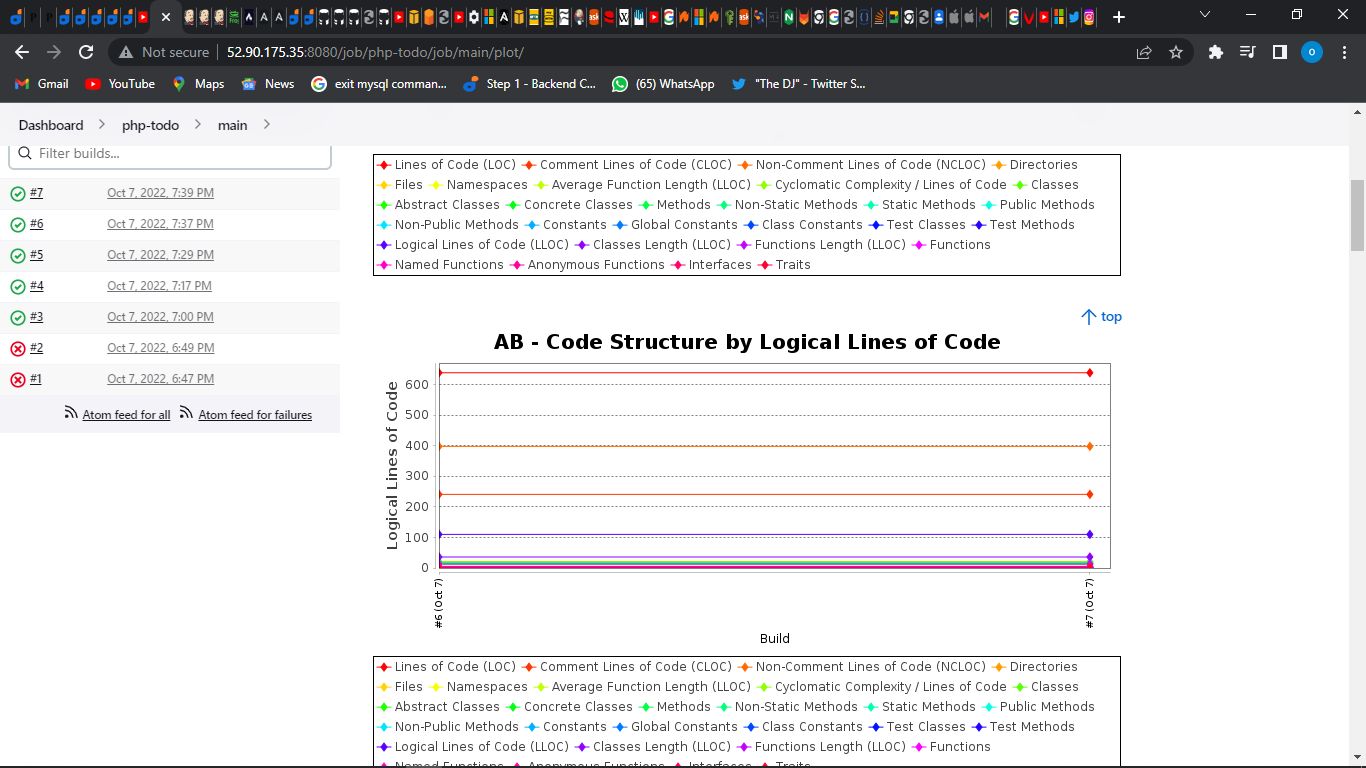 Not secure 52.90.175.35:8080/job/php-todo/job/main/plot/
Gmail YouTube Maps News exit mysql comman... Step 1 - Backend C... (65) WhatsApp "The DJ" - Twitter S...
Dashboard php-todo main
Filter builds...
#7 Oct 7, 2022, 7:39 PM
#6 Oct 7, 2022, 7:37 PM
#5 Oct 7, 2022, 7:29 PM
#4 Oct 7, 2022, 7:17 PM
#3 Oct 7, 2022, 7:00 PM
#2 Oct 7, 2022, 6:49 PM
#1 Oct 7, 2022, 6:47 PM
Atom feed for all Atom feed for failures
Lines of Code (LOC) Comment Lines of Code (CLOC) Non-Comment Lines of Code (NCLOC) Directories
Files Namespaces Average Function Length (LLOC) Cyclomatic Complexity / Lines of Code Classes
Abstract Classes Concrete Classes Methods Non-Static Methods Static Methods Public Methods
Non-Public Methods Constants Global Constants Class Constants Test Classes Test Methods
Logical Lines of Code (LLOC) Classes Length (LLOC) Functions Length (LLOC) Functions
Named Functions Anonymous Functions Interfaces Traits
top
AB - Code Structure by Logical Lines of Code
Logical Lines of Code
600
500
400
300
200
100
0
#6 (Oct 7)
#7 (Oct 7)
Build
Lines of Code (LOC) Comment Lines of Code (CLOC) Non-Comment Lines of Code (NCLOC) Directories
Files Namespaces Average Function Length (LLOC) Cyclomatic Complexity / Lines of Code Classes
Abstract Classes Concrete Classes Methods Non-Static Methods Static Methods Public Methods
Non-Public Methods Constants Global Constants Class Constants Test Classes Test Methods
Logical Lines of Code (LLOC) Classes Length (LLOC) Functions Length (LLOC) Functions
Named Functions Anonymous Functions Interfaces Traits